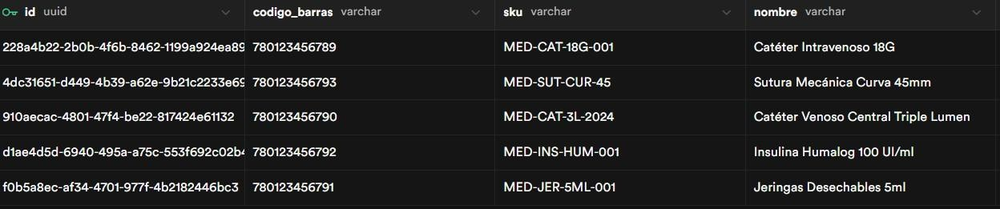 id uuid codigo_barras varchar sku varchar nombre varchar
228a4b22-2b0b-4f6b-8462-1199a924ea89 780123456789 MED-CAT-18G-001 Catéter Intravenoso 18G
4dc31651-d449-4b39-a62e-9b21c2233e69 780123456793 MED-SUT-CUR-45 Sutura Mecánica Curva 45mm
910aecac-4801-47f4-be22-817424e61132 780123456790 MED-CAT-3L-2024 Catéter Venoso Central Triple Lumen
d1ae4d5d-6940-495a-a75c-553f692c02b4 780123456792 MED-INS-HUM-001 Insulina Humalog 100 UI/ml
f0b5a8ec-af34-4701-977f-4b2182446bc3 780123456791 MED-JER-5ML-001 Jeringas Desechables 5ml